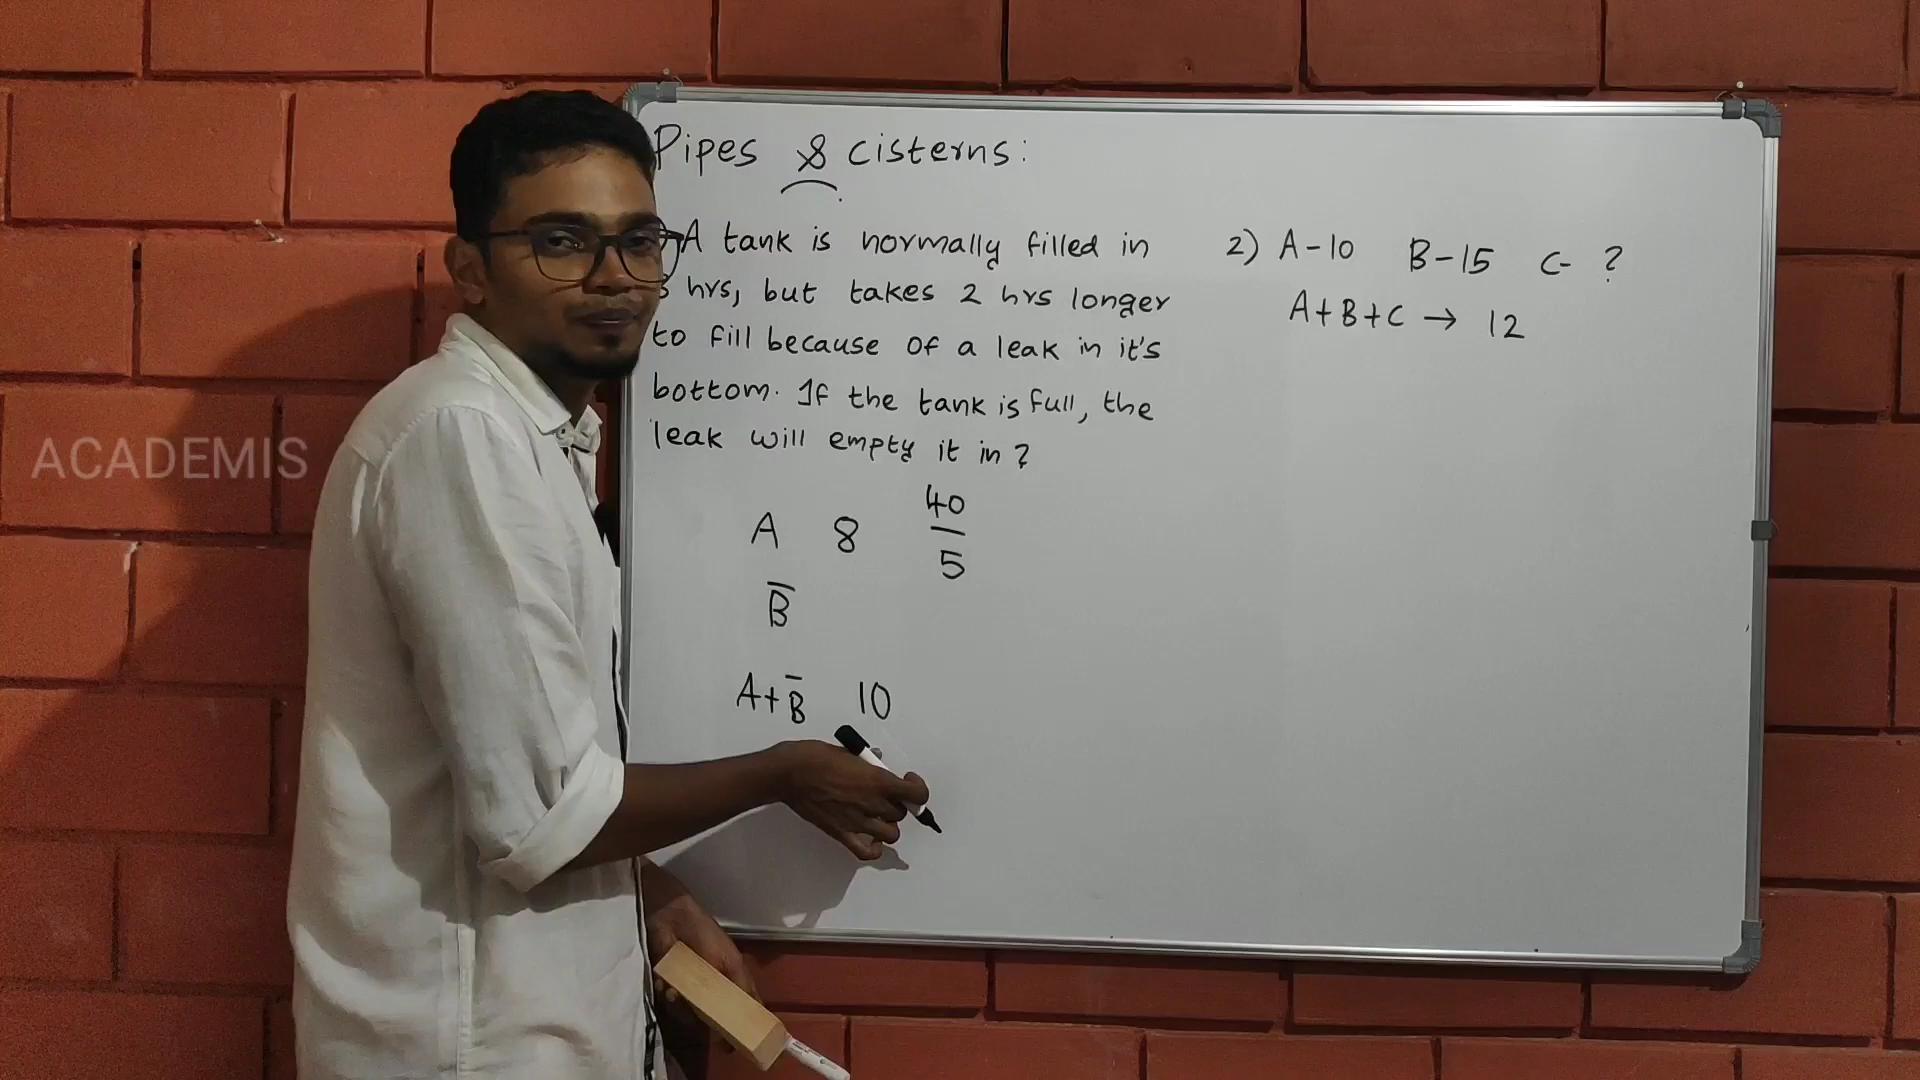 Pipes & cisterns:
A tank is normally filled in
hrs, but takes 2 hrs longer
to fill because of a leak in it's
bottom. If the tank is full, the
leak will empty it in?
A 8 40/5
B̅
A+B̅ 10
2) A-10 B-15 C- ?
A+B+C → 12
ACADEMIS